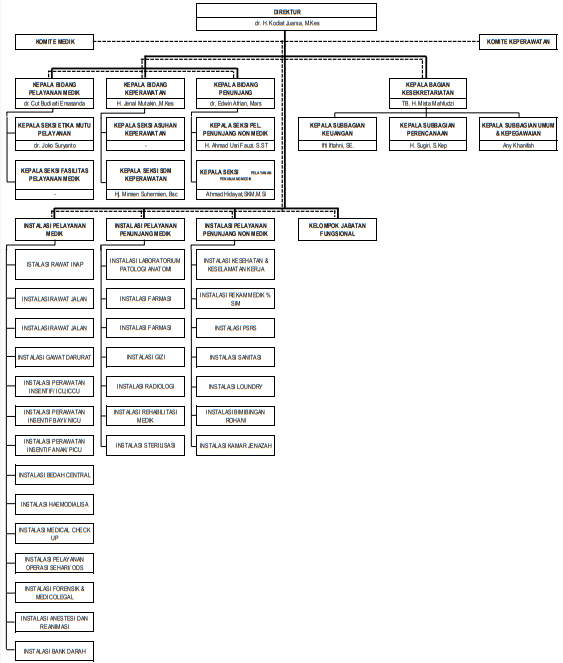 DIREKTUR
dr. H. Kodiat Juarsa, M.Kes
KOMITE MEDIK
KOMITE KEPERAWATAN
KEPALA BIDANG
PELAYANAN MEDIK
dr. Cut Budiarti Emasanda
KEPALA BIDANG
KEPERAWATAN
H. Jenal Mutakin, M.Kes
KEPALA BIDANG
PENUNJANG
dr. Edwin Afrian, Mars
KEPALA BAGIAN
KESEKRETARIATAN
TB. H. Mista Mahfudzi
KEPALA SEKSI ETIKA MUTU
PELAYANAN
dr. Joko Suryanto
KEPALA SEKSI ASUHAN
KEPERAWATAN
-
KEPALA SEKSI PEL.
PENUNJANG NON MEDIK
H. Ahmad Usri Fauzi, S.ST
KEPALA SUBBAGIAN
KEUANGAN
Ifti Iftahni, SE.
KEPALA SUBBAGIAN
PERENCANAAN
H. Sugiri, S.Kep
KEPALA SUBBAGIAN UMUM
& KEPEGAWAIAN
Any Khanifah
KEPALA SEKSI FASILITAS
PELAYANAN MEDIK
-
KEPALA SEKSI SDM
KEPERAWATAN
Hj. Mimien Suhermien, Bsc
KEPALA SEKSI PELAYANAN
PENUNJANG MEDIK
Ahmad Hidayat, SKM, M.Si
INSTALASI PELAYANAN
MEDIK
INSTALASI PELAYANAN
PENUNJANG MEDIK
INSTALASI PELAYANAN
PENUNJANG NON MEDIK
KELOMPOK JABATAN
FUNGSIONAL
ISTALASI RAWAT INAP
INSTALASI LABORATORIUM
PATOLOGI ANATOMI
INSTALASI KESEHATAN &
KESELAMATAN KERJA
INSTALASI RAWAT JALAN
INSTALASI FARMASI
INSTALASI REKAM MEDIK %
SIM
INSTALASI RAWAT JALAN
INSTALASI FARMASI
INSTALASI PSRS
INSTALASI GAWAT DARURAT
INSTALASI GIZI
INSTALASI SANITASI
INSTALASI PERAWATAN
INSENTIF/ ICU,ICCU
INSTALASI RADIOLOGI
INSTALASI LOUNDRY
INSTALASI PERAWATAN
INSENTIF BAYI/ NICU
INSTALASI REHABILITASI
MEDIK
INSTALASI BIMBINGAN
ROHANI
INSTALASI PERAWATAN
INSENTIF ANAK/ PICU
INSTALASI STERILISASI
INSTALASI KAMAR JENAZAH
INSTALASI BEDAH CENTRAL
INSTALASI HAEMODIALISA
INSTALASI MEDICAL CHECK
UP
INSTALASI PELAYANAN
OPERASI SEHARI/ ODS
INSTALASI FORENSIK &
MEDICOLEGAL
INSTALASI ANESTESI DAN
REANIMASI
INSTALASI BANK DARAH